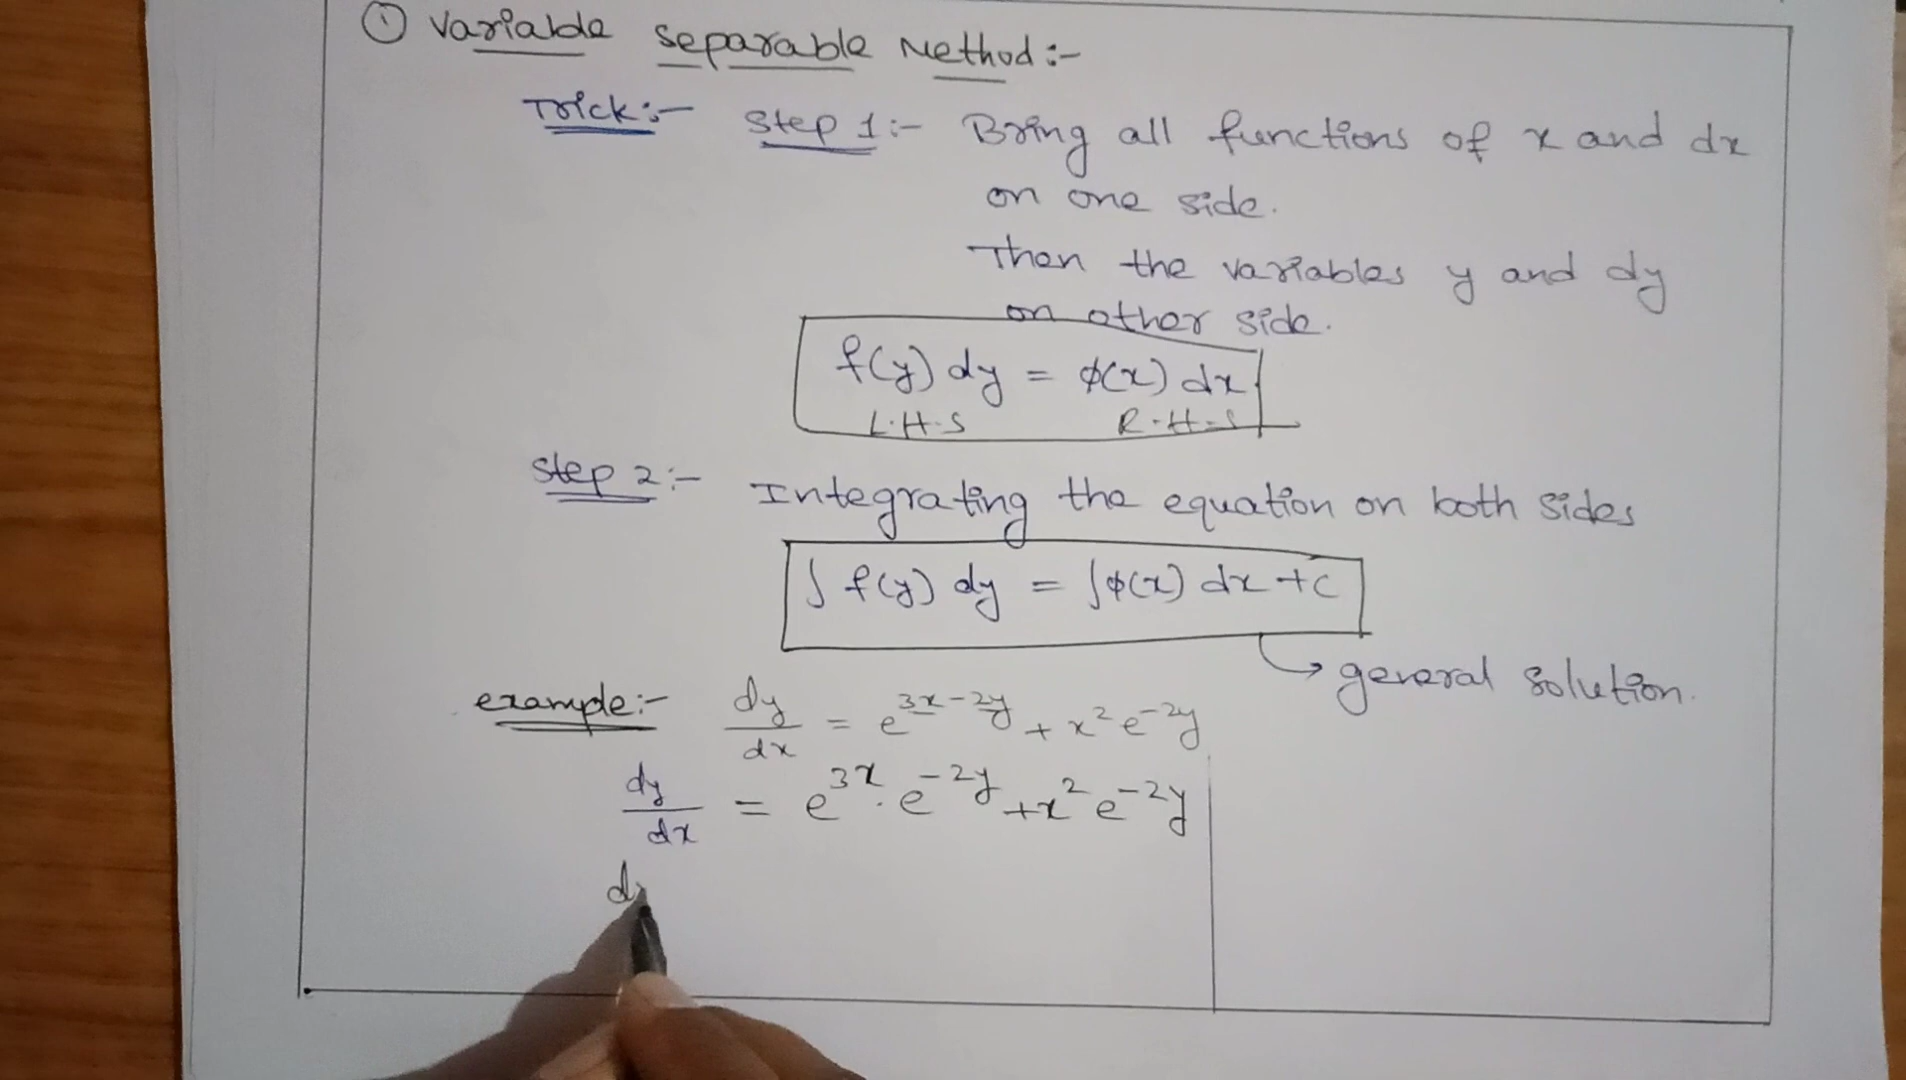 ① Variable separable Method:-
Trick:- Step 1:- Bring all functions of x and dx
on one side.
Then the variables y and dy
on other side.
f(y) dy = ϕ(x) dx
L.H.S R.H.S
Step 2:- Integrating the equation on both sides
∫ f(y) dy = ∫ϕ(x) dx + c
→ general solution.
example:- dy/dx = e^{3x-2y} + x² e^{-2y}
dy/dx = e^{3x} . e^{-2y} + x² e^{-2y}